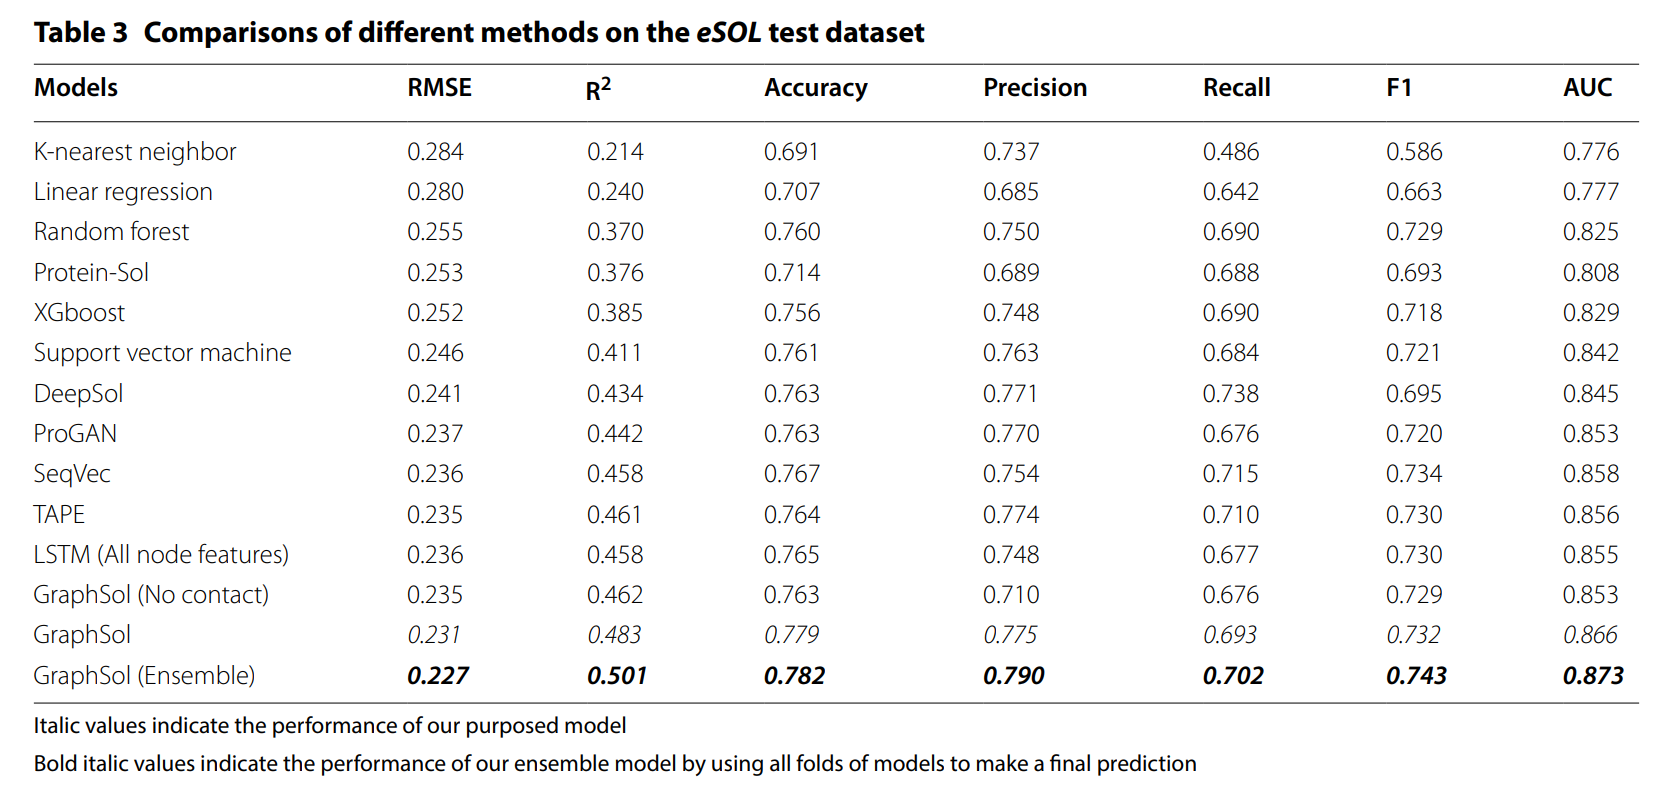 Table 3 Comparisons of different methods on the eSOL test dataset
Models RMSE R² Accuracy Precision Recall F1 AUC
K-nearest neighbor 0.284 0.214 0.691 0.737 0.486 0.586 0.776
Linear regression 0.280 0.240 0.707 0.685 0.642 0.663 0.777
Random forest 0.255 0.370 0.760 0.750 0.690 0.729 0.825
Protein-Sol 0.253 0.376 0.714 0.689 0.688 0.693 0.808
XGboost 0.252 0.385 0.756 0.748 0.690 0.718 0.829
Support vector machine 0.246 0.411 0.761 0.763 0.684 0.721 0.842
DeepSol 0.241 0.434 0.763 0.771 0.738 0.695 0.845
ProGAN 0.237 0.442 0.763 0.770 0.676 0.720 0.853
SeqVec 0.236 0.458 0.767 0.754 0.715 0.734 0.858
TAPE 0.235 0.461 0.764 0.774 0.710 0.730 0.856
LSTM (All node features) 0.236 0.458 0.765 0.748 0.677 0.730 0.855
GraphSol (No contact) 0.235 0.462 0.763 0.710 0.676 0.729 0.853
GraphSol 0.231 0.483 0.779 0.775 0.693 0.732 0.866
GraphSol (Ensemble) 0.227 0.501 0.782 0.790 0.702 0.743 0.873
Italic values indicate the performance of our purposed model
Bold italic values indicate the performance of our ensemble model by using all folds of models to make a final prediction